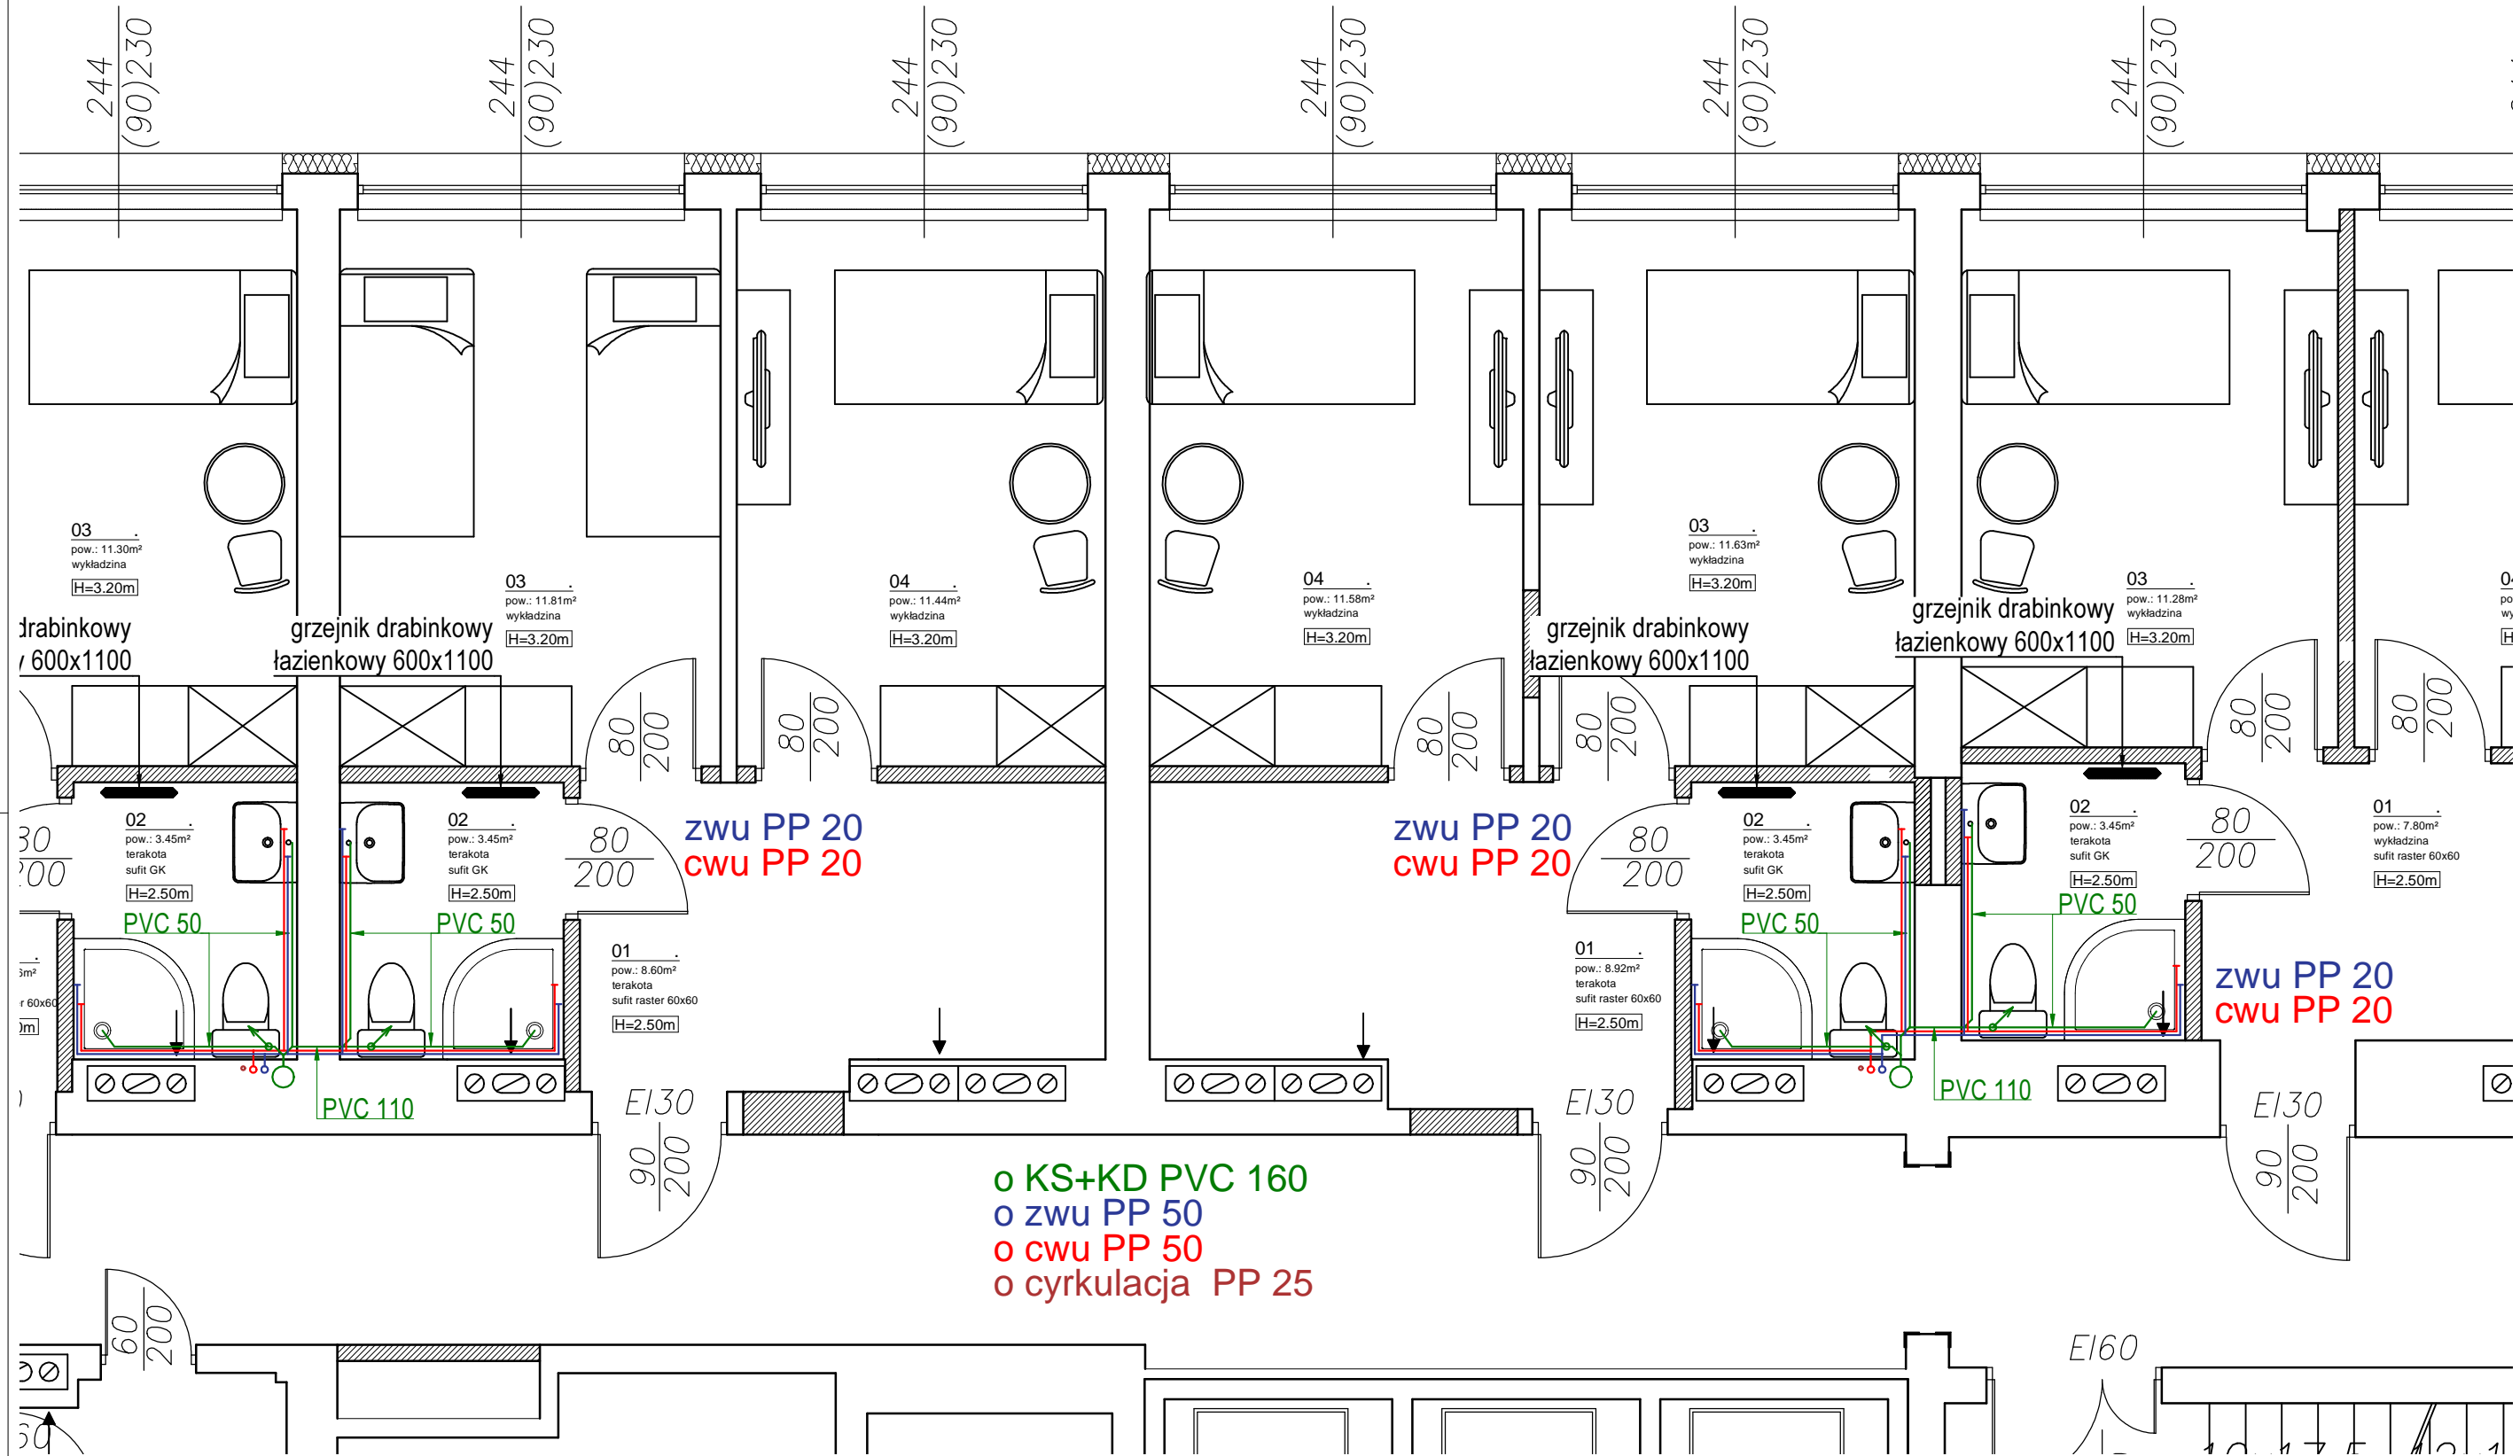 244
(90)230
244
(90)230
244
(90)230
244
(90)230
244
(90)230
244
(90)230
03 .
pow.: 11.30m²
wykładzina
H=3.20m
03 .
pow.: 11.81m²
wykładzina
H=3.20m
04 .
pow.: 11.44m²
wykładzina
H=3.20m
04 .
pow.: 11.58m²
wykładzina
H=3.20m
03 .
pow.: 11.63m²
wykładzina
H=3.20m
03 .
pow.: 11.28m²
wykładzina
H=3.20m
drabinkowy
600x1100
grzejnik drabinkowy
łazienkowy 600x1100
grzejnik drabinkowy
łazienkowy 600x1100
grzejnik drabinkowy
łazienkowy 600x1100
80
200
80
200
80
200
80
200
80
200
80
200
80
200
02 .
pow.: 3.45m²
terakota
sufit GK
H=2.50m
02 .
pow.: 3.45m²
terakota
sufit GK
H=2.50m
80
200
zwu PP 20
cwu PP 20
zwu PP 20
cwu PP 20
80
200
02 .
pow.: 3.45m²
terakota
sufit GK
H=2.50m
02 .
pow.: 3.45m²
terakota
sufit GK
H=2.50m
80
200
01 .
pow.: 7.80m²
wykładzina
sufit raster 60x60
H=2.50m
PVC 50
PVC 50
PVC 50
PVC 50
r 60x60
01 .
pow.: 8.60m²
terakota
sufit raster 60x60
H=2.50m
01 .
pow.: 8.92m²
terakota
sufit raster 60x60
H=2.50m
zwu PP 20
cwu PP 20
PVC 110
PVC 110
EI30
90
200
EI30
90
200
EI30
90
200
o KS+KD PVC 160
o zwu PP 50
o cwu PP 50
o cyrkulacja PP 25
60
200
EI60
60